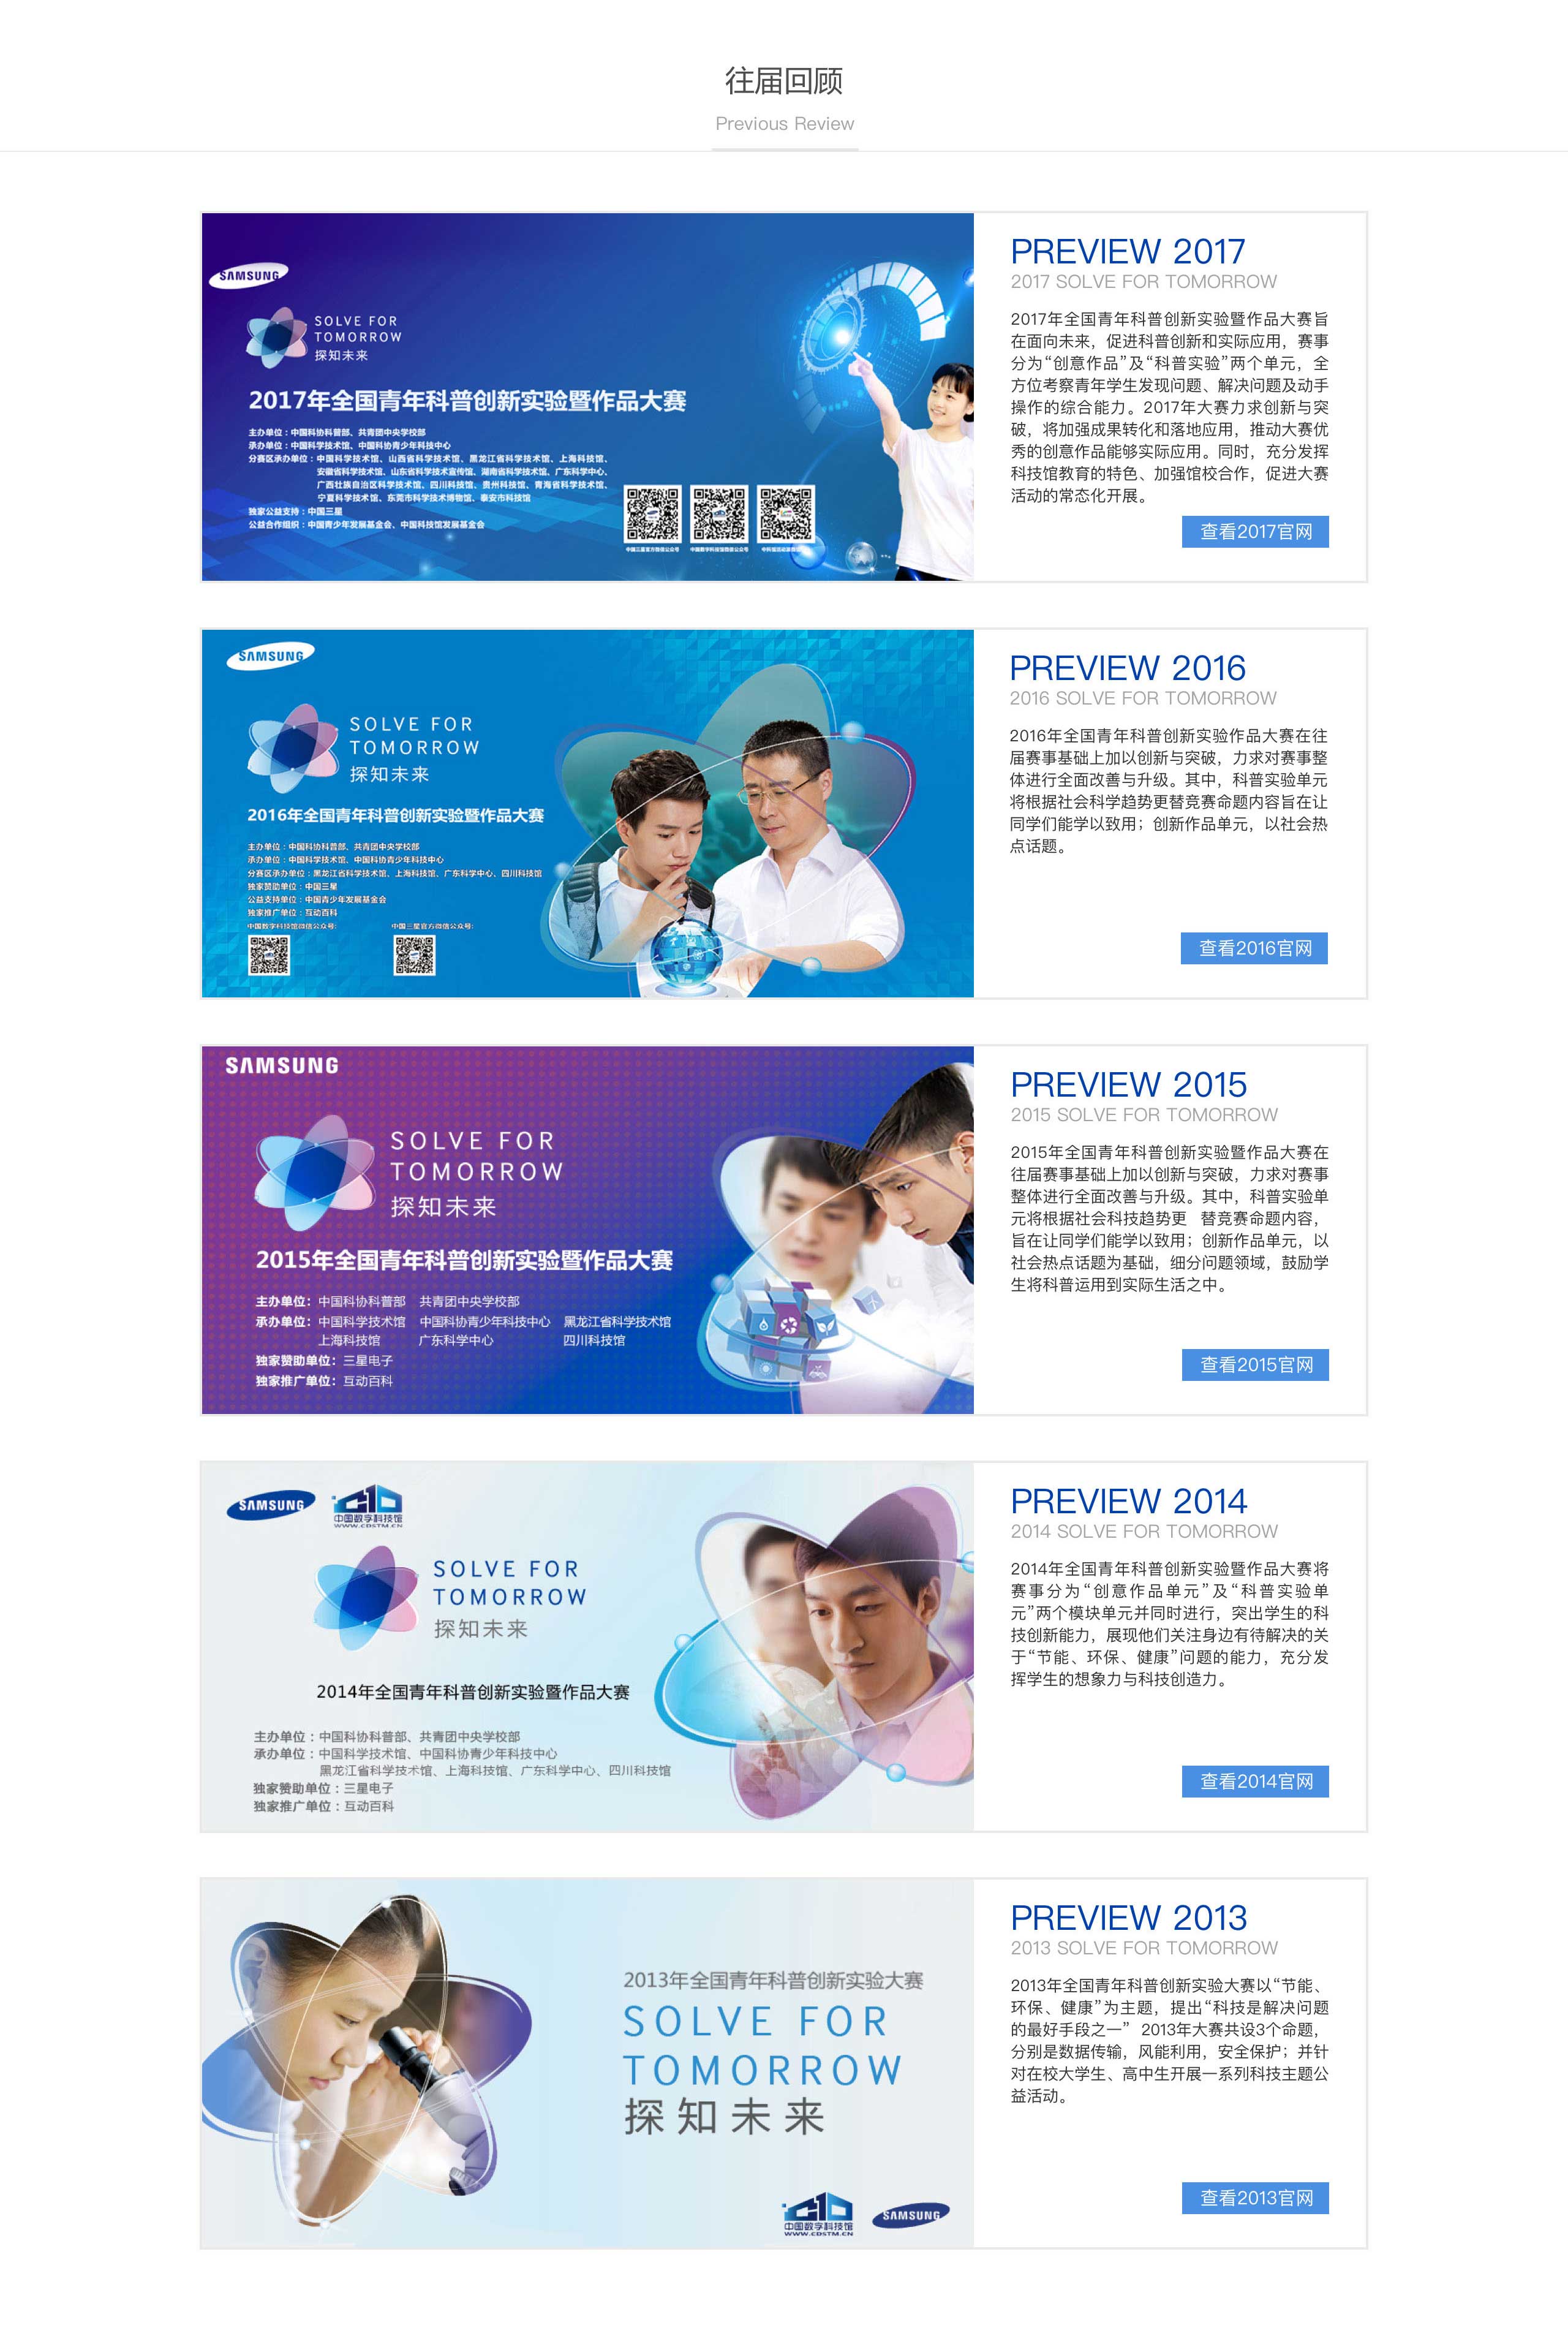 往届回顾
Previous Review
SAMSUNG
SOLVE FOR
TOMORROW
探知未来
2017年全国青年科普创新实验暨作品大赛
主办单位：中国科协科普部、共青团中央学校部
承办单位：中国科学技术馆、中国科协青少年科技中心
分赛区承办单位：中国科学技术馆、山西省科学技术馆、黑龙江省科学技术馆、上海科技馆、
安徽省科学技术馆、山东省科学技术宣传馆、湖南省科学技术馆、广东科学中心、
广西壮族自治区科学技术馆、四川科技馆、贵州科技馆、青海省科学技术馆、
宁夏科学技术馆、东莞市科学技术博物馆、泰安市科技馆
独家公益支持：中国三星
公益合作组织：中国青少年发展基金会、中国科技馆发展基金会
中国三星官方微信公众号 中国数字科技馆微信公众号
PREVIEW 2017
2017 SOLVE FOR TOMORROW
2017年全国青年科普创新实验暨作品大赛旨
在面向未来，促进科普创新和实际应用，赛事
分为“创意作品”及“科普实验”两个单元，全
方位考察青年学生发现问题、解决问题及动手
操作的综合能力。2017年大赛力求创新与突
破，将加强成果转化和落地应用，推动大赛优
秀的创意作品能够实际应用。同时，充分发挥
科技馆教育的特色、加强馆校合作，促进大赛
活动的常态化开展。
查看2017官网
SAMSUNG
SOLVE FOR
TOMORROW
探知未来
2016年全国青年科普创新实验暨作品大赛
主办单位：中国科协科普部、共青团中央学校部
承办单位：中国科学技术馆、中国科协青少年科技中心
分赛区承办单位：黑龙江省科学技术馆、上海科技馆、广东科学中心、四川科技馆
独家赞助单位：中国三星
公益支持单位：中国青少年发展基金会
独家推广单位：互动百科
中国数字科技馆微信公众号: 中国三星官方微信公众号:
PREVIEW 2016
2016 SOLVE FOR TOMORROW
2016年全国青年科普创新实验作品大赛在往
届赛事基础上加以创新与突破，力求对赛事整
体进行全面改善与升级。其中，科普实验单元
将根据社会科学趋势更替竞赛命题内容旨在让
同学们能学以致用；创新作品单元，以社会热
点话题。
查看2016官网
SAMSUNG
SOLVE FOR
TOMORROW
探知未来
2015年全国青年科普创新实验暨作品大赛
主办单位：中国科协科普部 共青团中央学校部
承办单位：中国科学技术馆 中国科协青少年科技中心 黑龙江省科学技术馆
上海科技馆 广东科学中心 四川科技馆
独家赞助单位：三星电子
独家推广单位：互动百科
PREVIEW 2015
2015 SOLVE FOR TOMORROW
2015年全国青年科普创新实验暨作品大赛在
往届赛事基础上加以创新与突破，力求对赛事
整体进行全面改善与升级。其中，科普实验单
元将根据社会科技趋势更 替竞赛命题内容，
旨在让同学们能学以致用；创新作品单元，以
社会热点话题为基础，细分问题领域，鼓励学
生将科普运用到实际生活之中。
查看2015官网
SAMSUNG
中国数字科技馆
WWW.CDSTM.CN
SOLVE FOR
TOMORROW
探知未来
2014年全国青年科普创新实验暨作品大赛
主办单位：中国科协科普部、共青团中央学校部
承办单位：中国科学技术馆、中国科协青少年科技中心
黑龙江省科学技术馆、上海科技馆、广东科学中心、四川科技馆
独家赞助单位：三星电子
独家推广单位：互动百科
PREVIEW 2014
2014 SOLVE FOR TOMORROW
2014年全国青年科普创新实验暨作品大赛将
赛事分为“创意作品单元”及“科普实验单
元”两个模块单元并同时进行，突出学生的科
技创新能力，展现他们关注身边有待解决的关
于“节能、环保、健康”问题的能力，充分发
挥学生的想象力与科技创造力。
查看2014官网
2013年全国青年科普创新实验大赛
SOLVE FOR
TOMORROW
探知未来
中国数字科技馆
WWW.CDSTM.CN
SAMSUNG
PREVIEW 2013
2013 SOLVE FOR TOMORROW
2013年全国青年科普创新实验大赛以“节能、
环保、健康”为主题，提出“科技是解决问题
的最好手段之一” 2013年大赛共设3个命题，
分别是数据传输，风能利用，安全保护；并针
对在校大学生、高中生开展一系列科技主题公
益活动。
查看2013官网